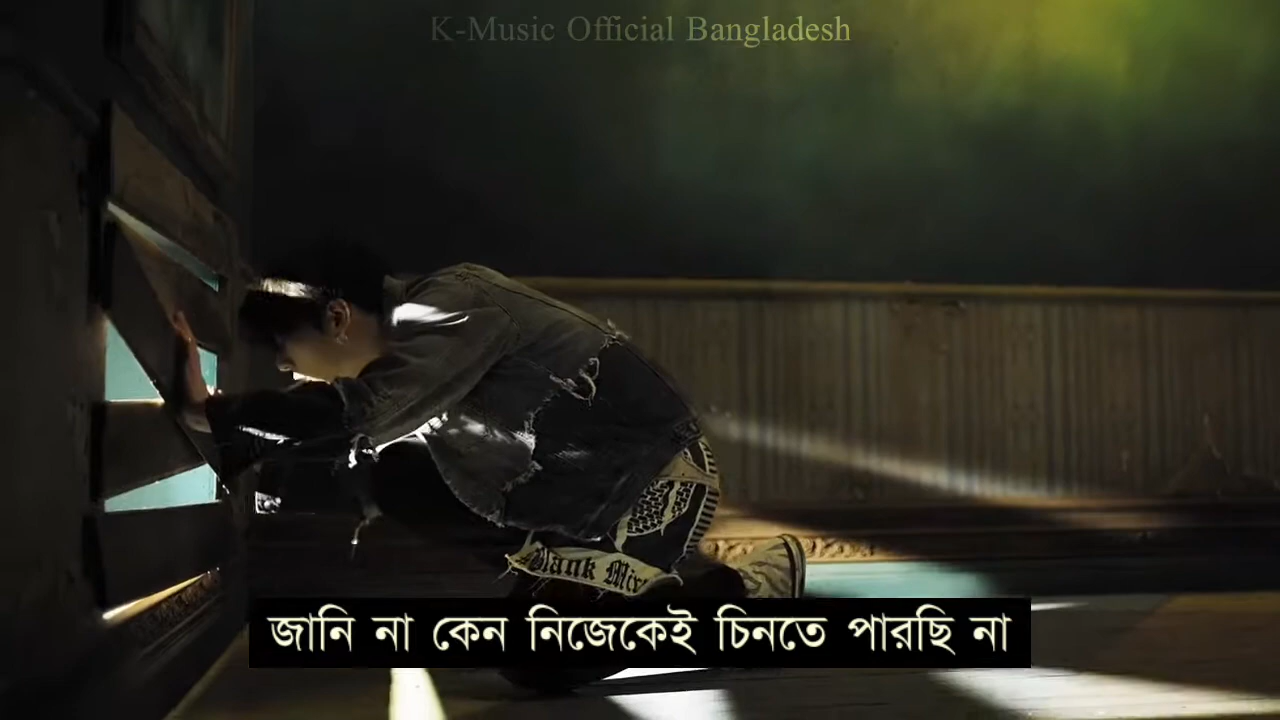 K-Music Official Bangladesh
জানি না কেন নিজেকেই চিনতে পারছি না